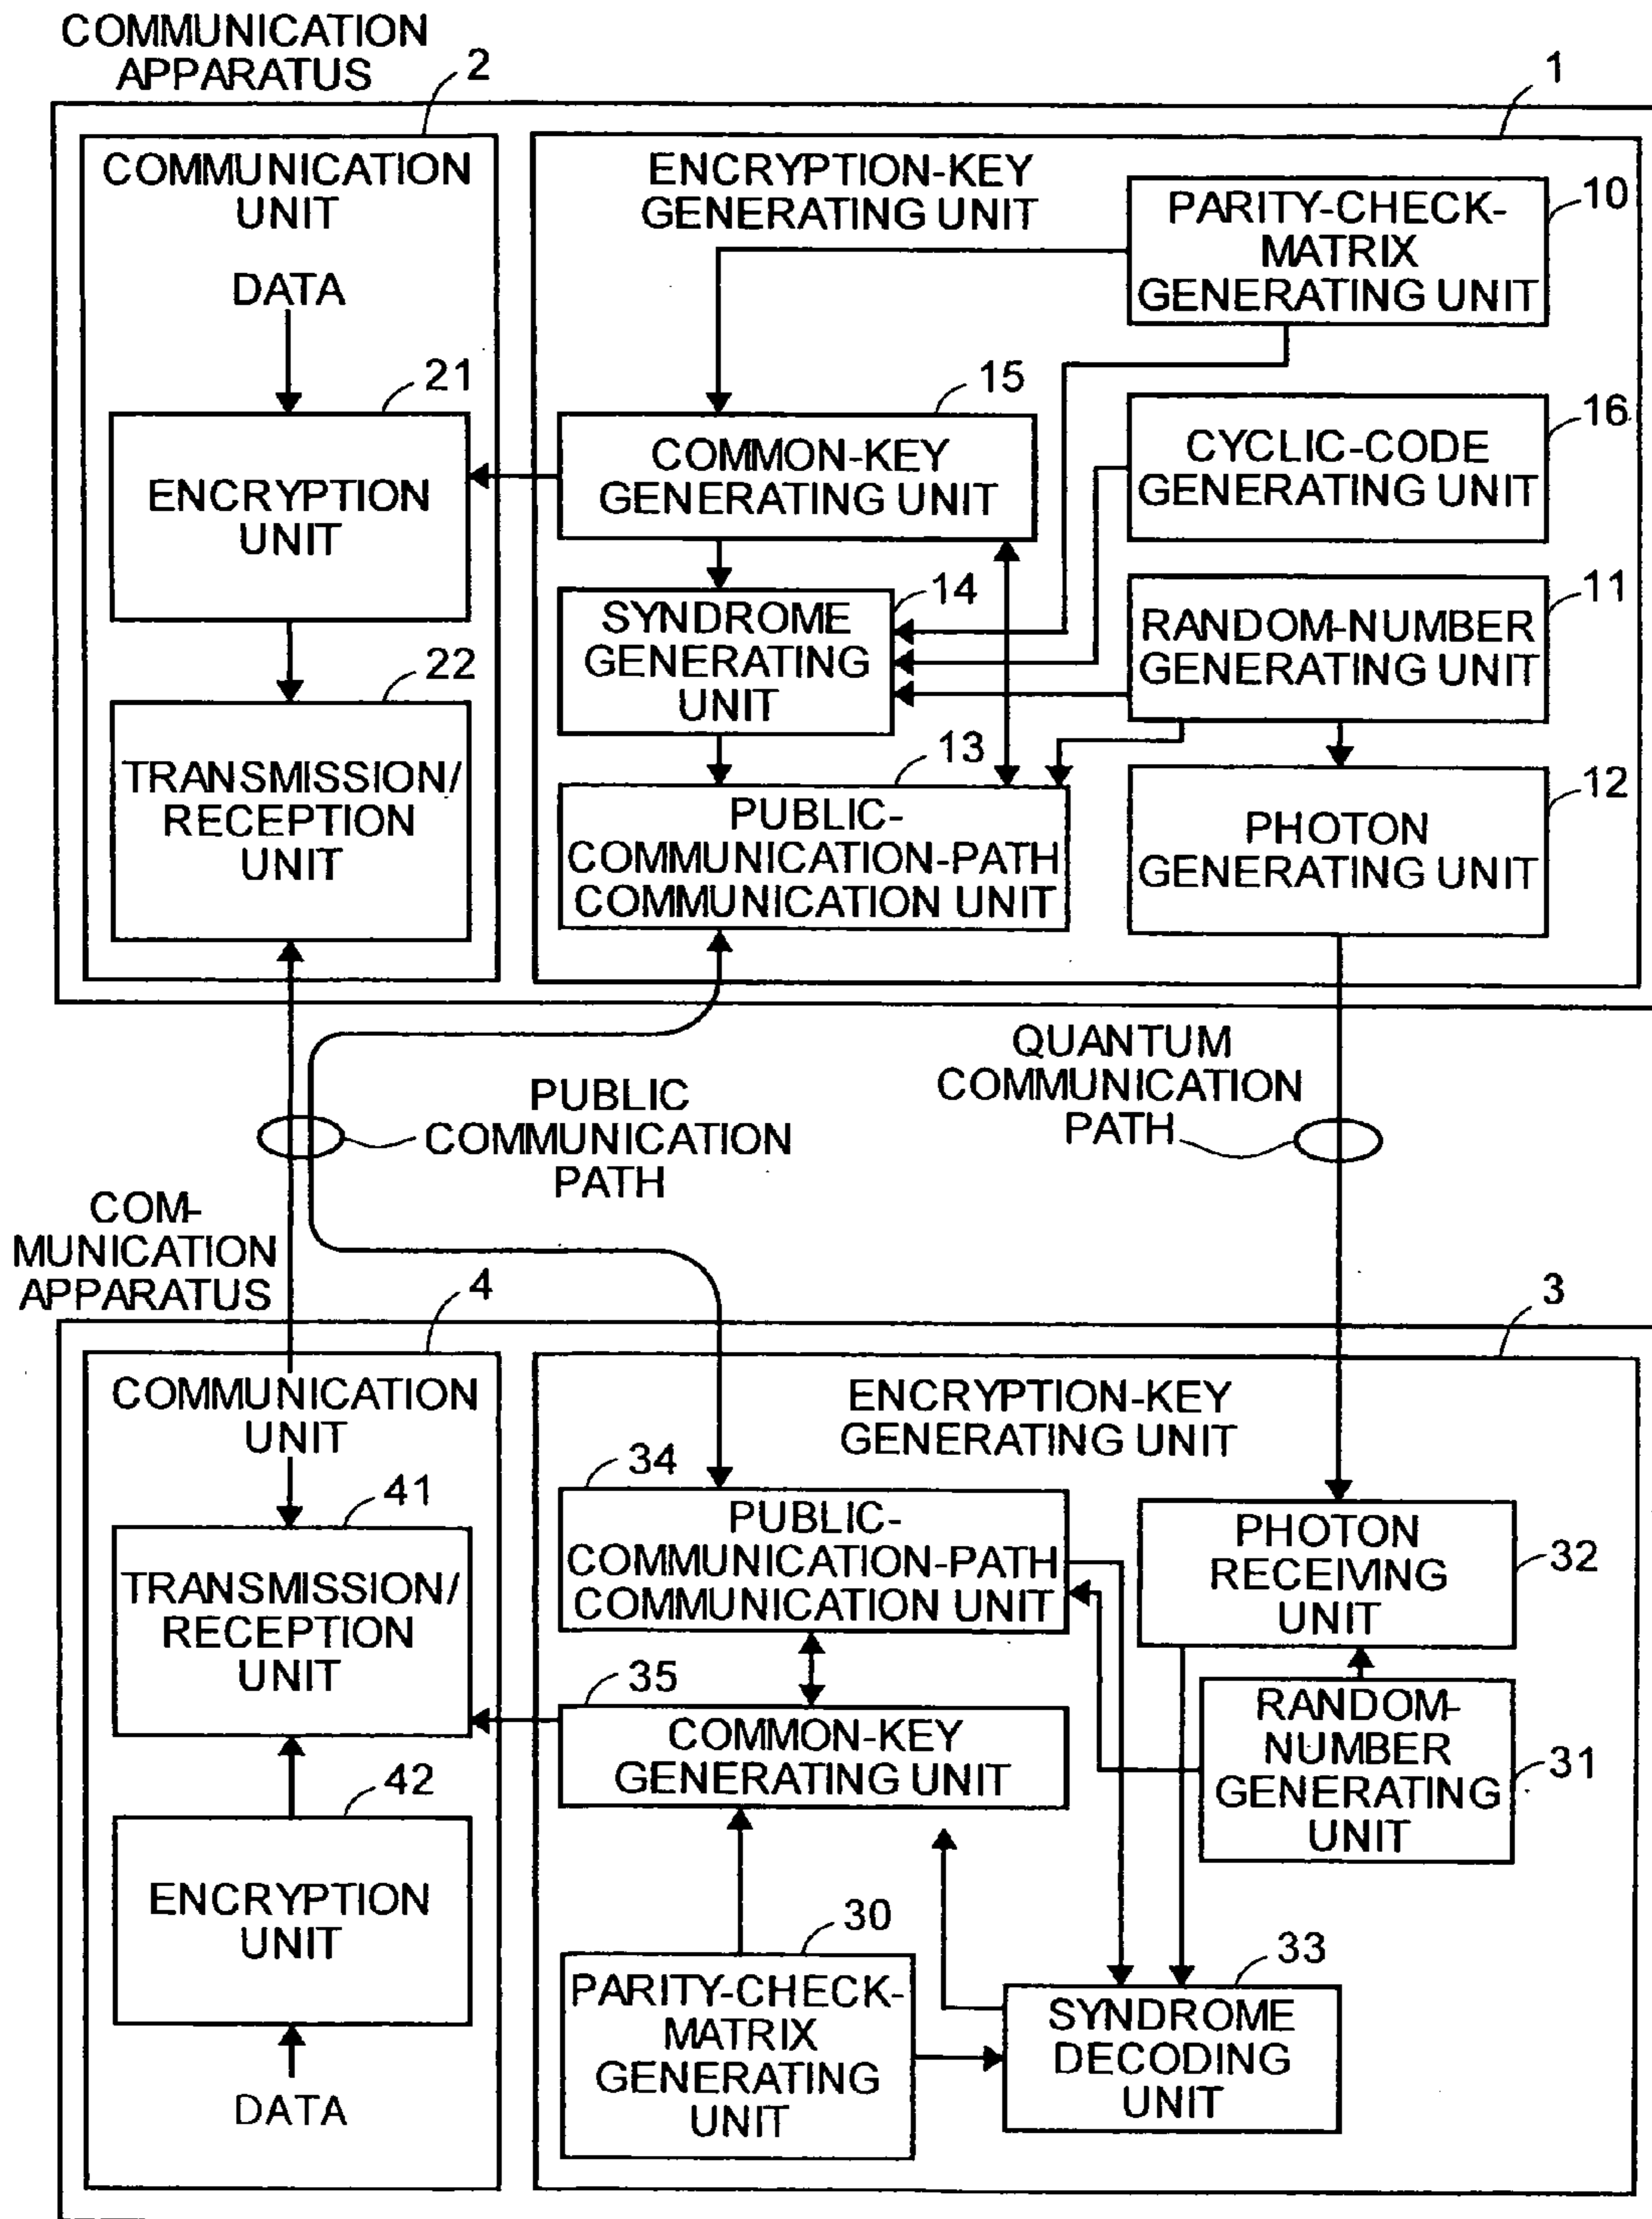 COMMUNICATION
APPARATUS
2
1
COMMUNICATION
UNIT
DATA
21
ENCRYPTION
UNIT
22
TRANSMISSION/
RECEPTION
UNIT
ENCRYPTION-KEY
GENERATING UNIT
PARITY-CHECK-
MATRIX
GENERATING UNIT
10
15
COMMON-KEY
GENERATING UNIT
CYCLIC-CODE
GENERATING UNIT
16
14
SYNDROME
GENERATING
UNIT
RANDOM-NUMBER
GENERATING UNIT
11
13
PUBLIC-
COMMUNICATION-PATH
COMMUNICATION UNIT
PHOTON
GENERATING UNIT
12
QUANTUM
COMMUNICATION
PATH
PUBLIC
COMMUNICATION
PATH
COM-
MUNICATION
APPARATUS
4
3
COMMUNICATION
UNIT
41
TRANSMISSION/
RECEPTION
UNIT
42
ENCRYPTION
UNIT
DATA
ENCRYPTION-KEY
GENERATING UNIT
34
PUBLIC-
COMMUNICATION-PATH
COMMUNICATION UNIT
PHOTON
RECEIVING
UNIT
32
35
COMMON-KEY
GENERATING UNIT
RANDOM-
NUMBER
GENERATING
UNIT
31
30
PARITY-CHECK-
MATRIX
GENERATING
UNIT
33
SYNDROME
DECODING
UNIT